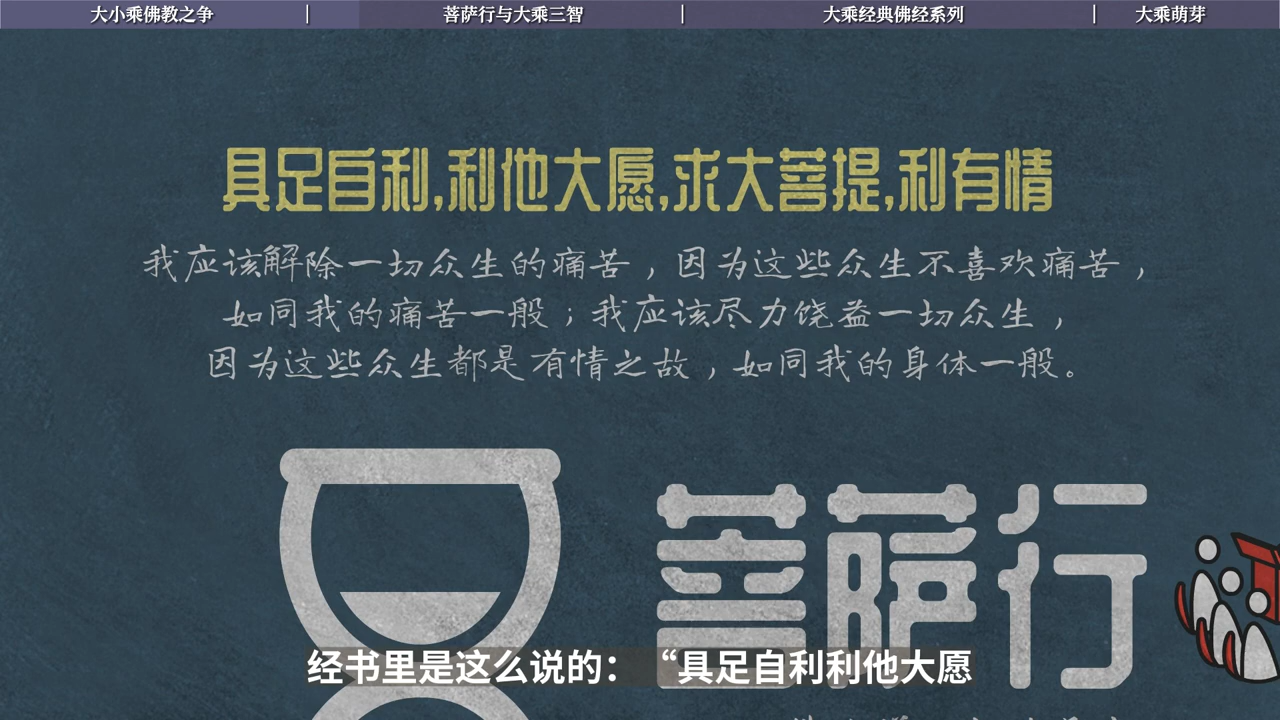 大小乘佛教之争 | 菩萨行与大乘三智 | 大乘经典佛经系列 | 大乘萌芽
具足自利,利他大愿,求大菩提,利有情
我应该解除一切众生的痛苦，因为这些众生不喜欢痛苦，
如同我的痛苦一般；我应该尽力饶益一切众生，
因为这些众生都是有情之故，如同我的身体一般。
菩萨行
经书里是这么说的：“具足自利利他大愿